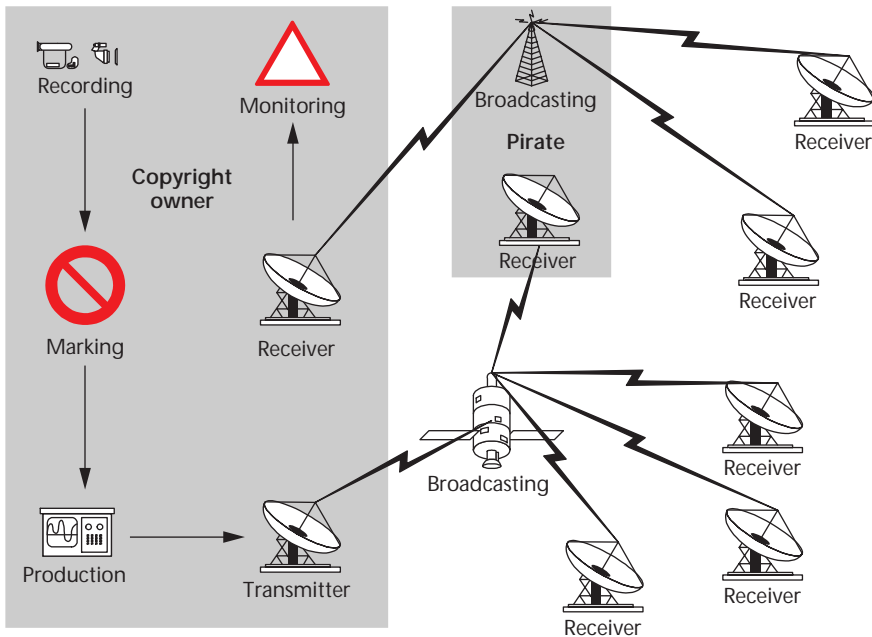 Recording
Monitoring
Copyright
owner
Marking
Receiver
Production
Transmitter
Broadcasting
Pirate
Receiver
Receiver
Receiver
Broadcasting
Receiver
Receiver
Receiver